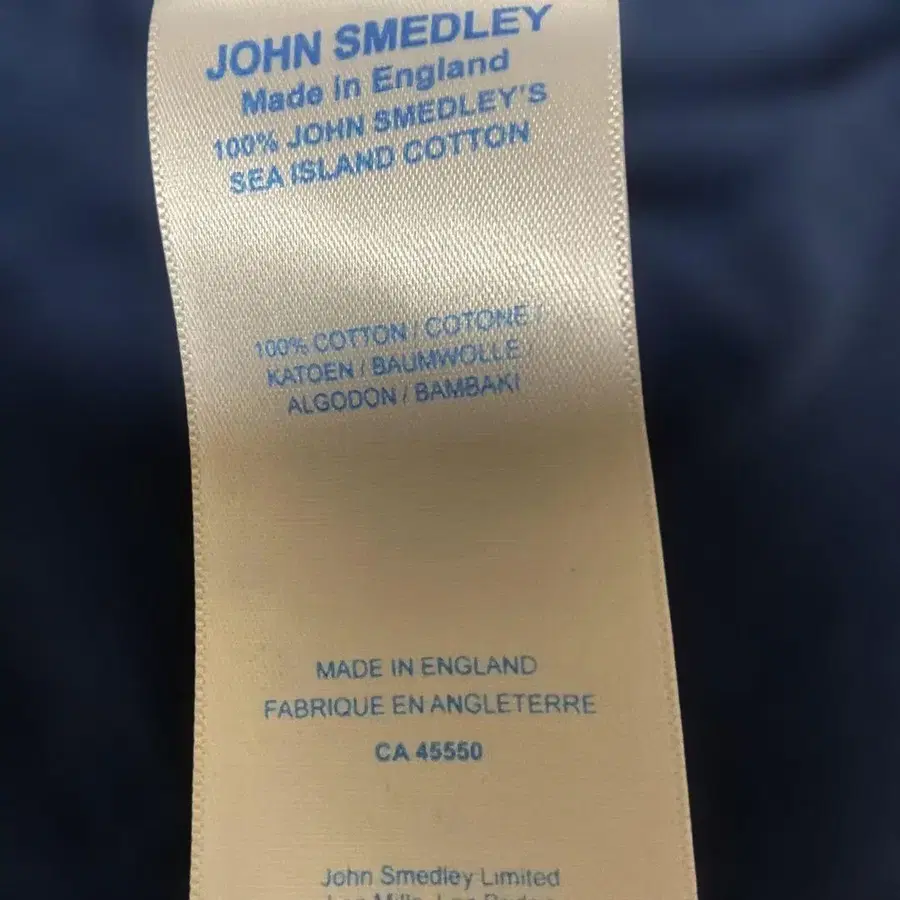 JOHN SMEDLEY
Made in England
100% JOHN SMEDLEY'S
SEA ISLAND COTTON
100% COTTON / COTONE /
KATOEN / BAUMWOLLE
ALGODON / BAMBAKI
MADE IN ENGLAND
FABRIQUE EN ANGLETERRE
CA 45550
John Smedley Limited